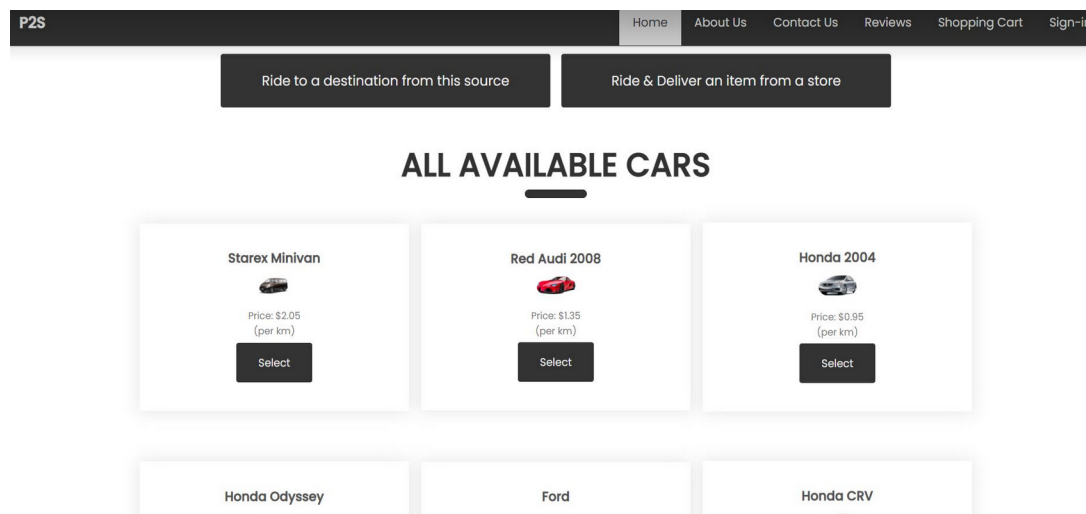 P2S
Home About Us Contact Us Reviews Shopping Cart
Ride to a destination from this source
Ride & Deliver an item from a store
ALL AVAILABLE CARS
Starex Minivan
Price: $2.05
(per km)
Select
Red Audi 2008
Price: $1.35
(per km)
Select
Honda 2004
Price: $0.95
(per km)
Select
Honda Odyssey
Ford
Honda CRV